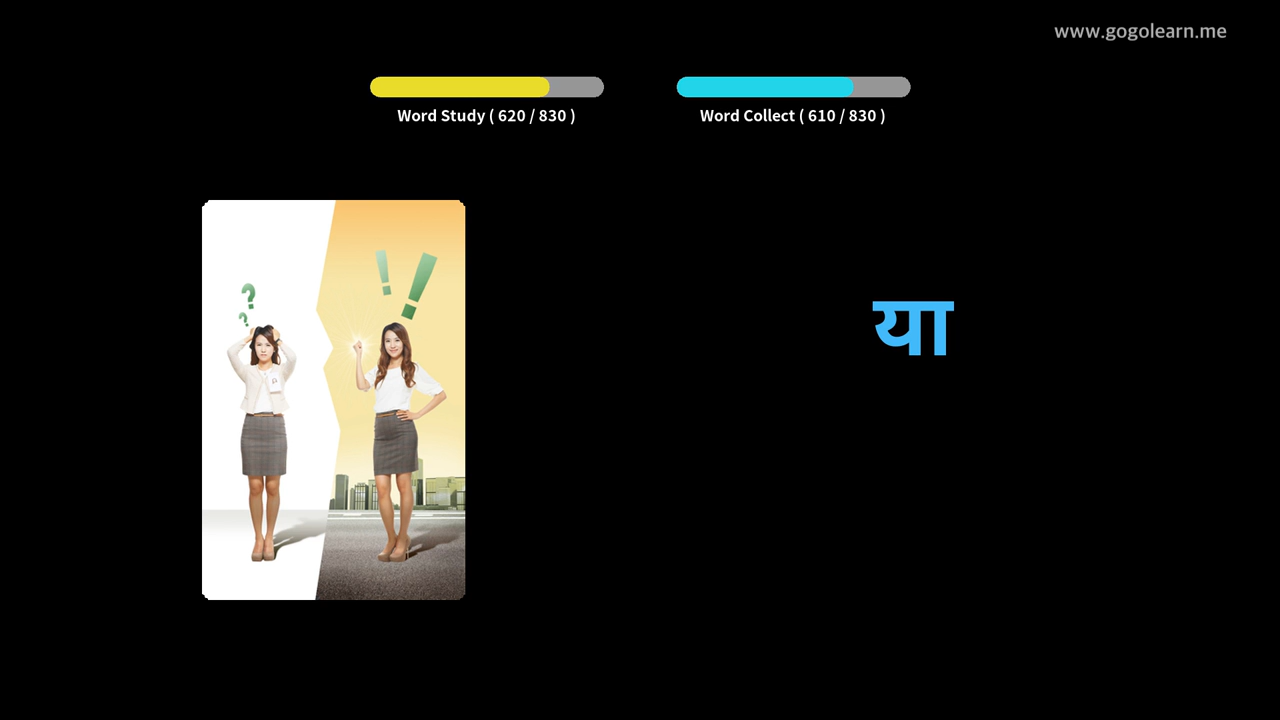 www.gogolearn.me
Word Study ( 620 / 830 )
Word Collect ( 610 / 830 )
? ?
! !
या